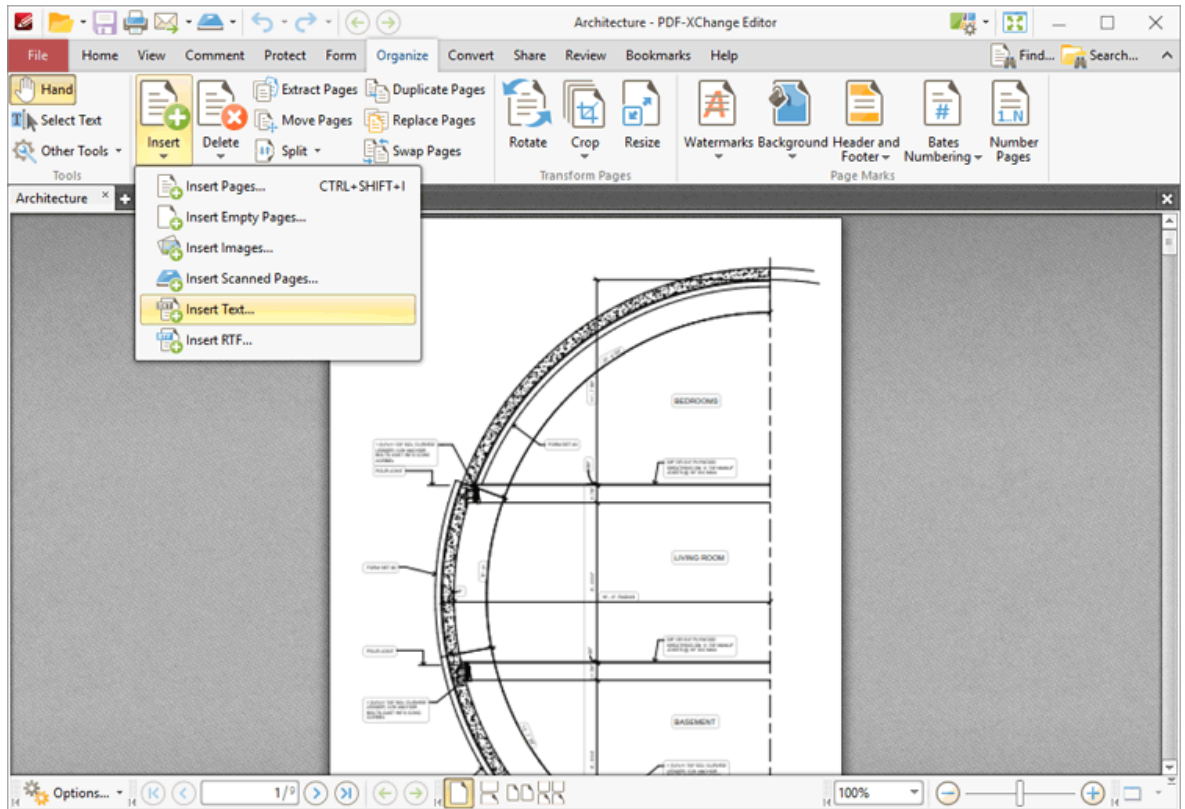 Architecture - PDF-XChange Editor
File Home View Comment Protect Form Organize Convert Share Review Bookmarks Help Find... Search...
Hand
Select Text
Other Tools
Tools
Insert
Delete
Extract Pages
Move Pages
Split
Duplicate Pages
Replace Pages
Swap Pages
Rotate
Crop
Resize
Transform Pages
Watermarks
Background
Header and
Footer
Bates
Numbering
Number
Pages
Page Marks
Architecture
Insert Pages... CTRL+SHIFT+I
Insert Empty Pages...
Insert Images...
Insert Scanned Pages...
Insert Text...
Insert RTF...
BEDROOMS
POUR JOINT
LIVING ROOM
POUR JOINT
BASEMENT
Options...
1/9
100%